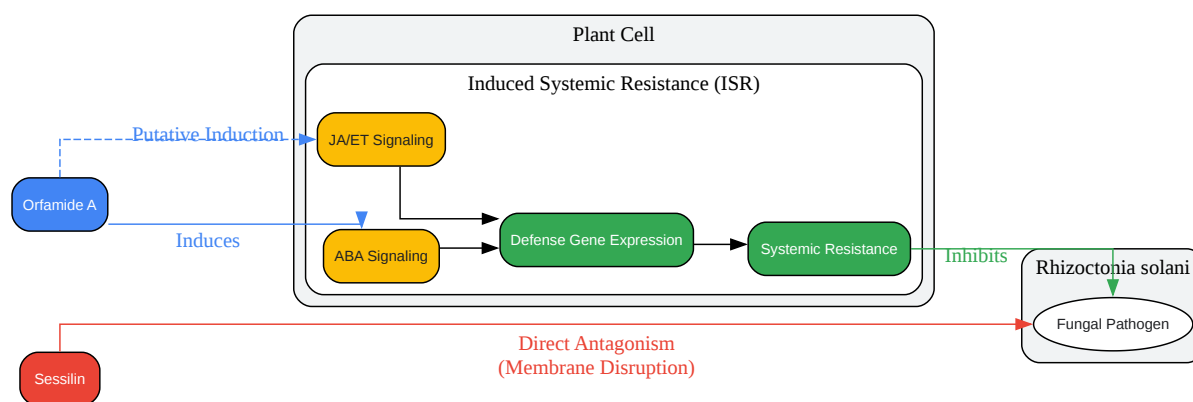 Plant Cell
Induced Systemic Resistance (ISR)
Putative Induction
JA/ET Signaling
Orfamide A
Induces
ABA Signaling
Defense Gene Expression
Systemic Resistance
Inhibits
Rhizoctonia solani
Fungal Pathogen
Direct Antagonism
(Membrane Disruption)
Sessilin